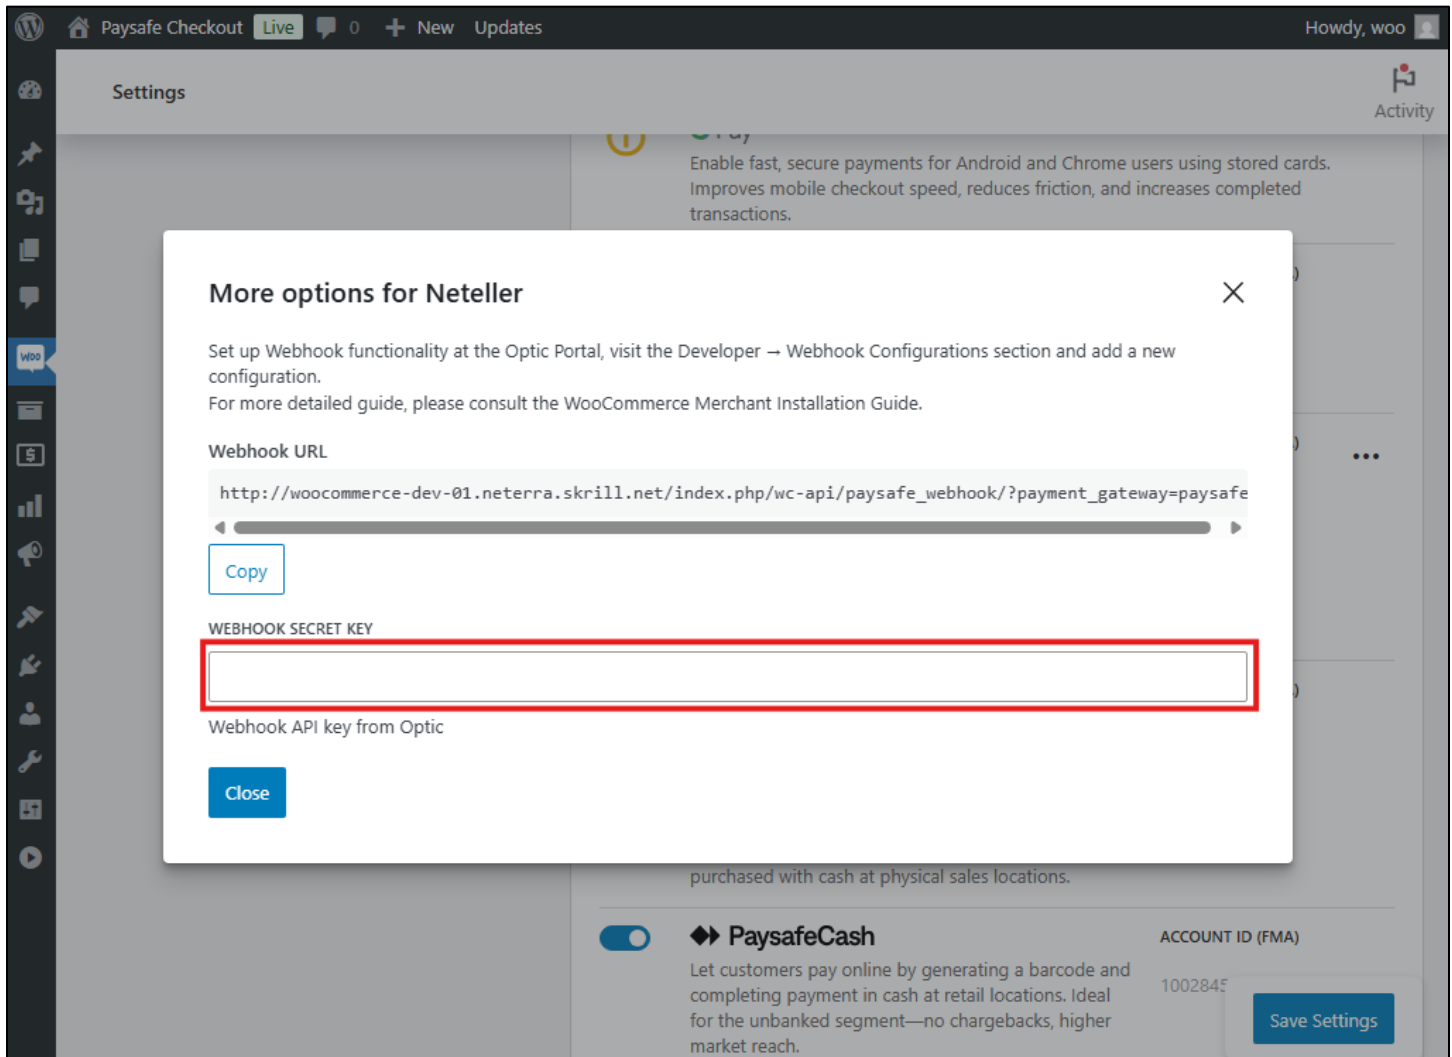 Paysafe Checkout Live 0 New Updates Howdy, woo
Settings
Activity
Pay
Enable fast, secure payments for Android and Chrome users using stored cards.
Improves mobile checkout speed, reduces friction, and increases completed
transactions.
More options for Neteller
Set up Webhook functionality at the Optic Portal, visit the Developer → Webhook Configurations section and add a new
configuration.
For more detailed guide, please consult the WooCommerce Merchant Installation Guide.
Webhook URL
http://woocommerce-dev-01.neterra.skrill.net/index.php/wc-api/paysafe_webhook/?payment_gateway=paysafe
Copy
WEBHOOK SECRET KEY
Webhook API key from Optic
Close
purchased with cash at physical sales locations.
PaysafeCash
ACCOUNT ID (FMA)
Let customers pay online by generating a barcode and
completing payment in cash at retail locations. Ideal
for the unbanked segment—no chargebacks, higher
market reach.
1002845
Save Settings